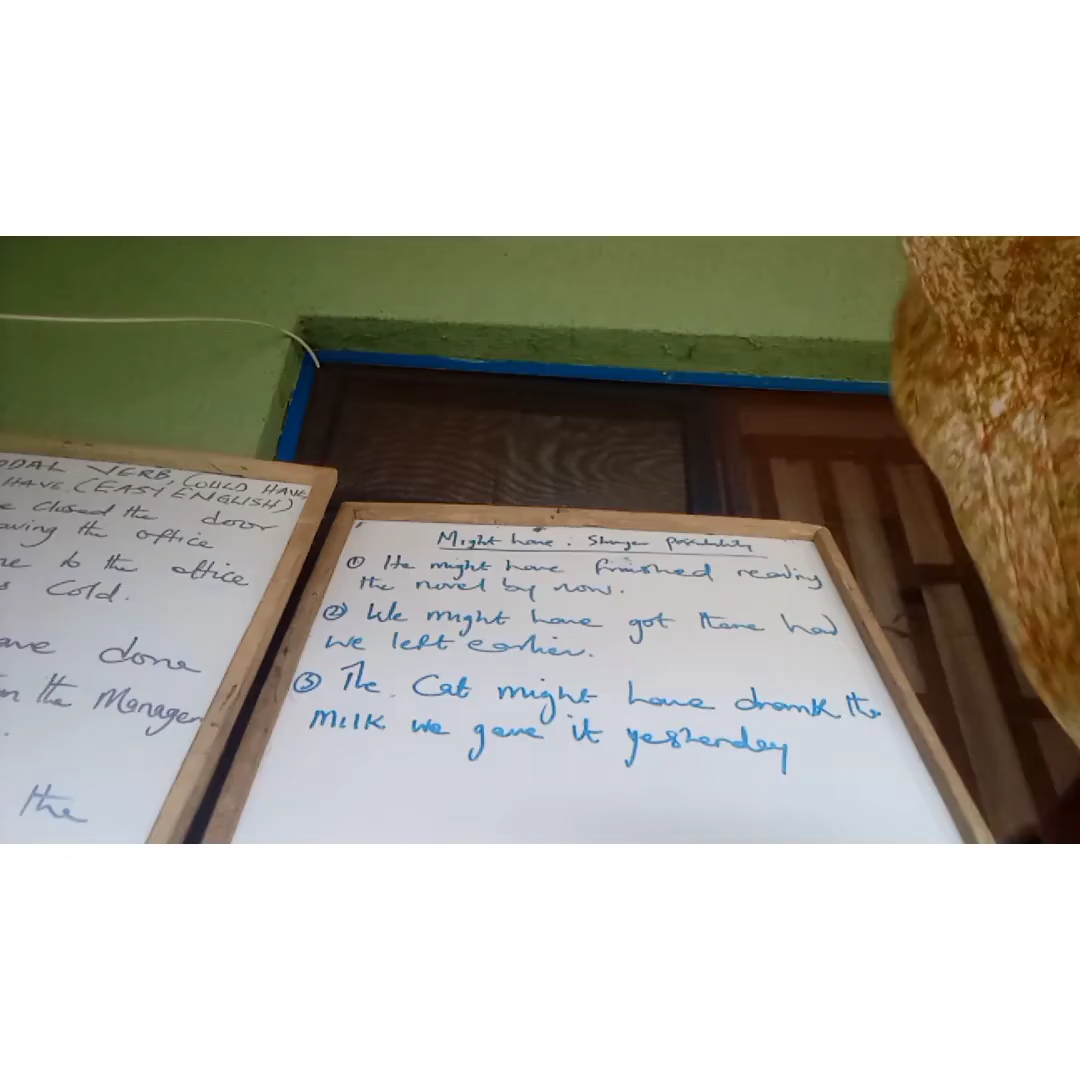 ODAL VERB, COULD HAVE
HAVE (EASY ENGLISH)
e closed the door
aving the office
me to the office
s Cold.
ave done
in the Manager
.
the
Might have. Stronger possibility
① He might have finished reading
the novel by now.
② We might have got there had
we left earlier.
③ The. Cat might have drank the
milk we gave it yesterday